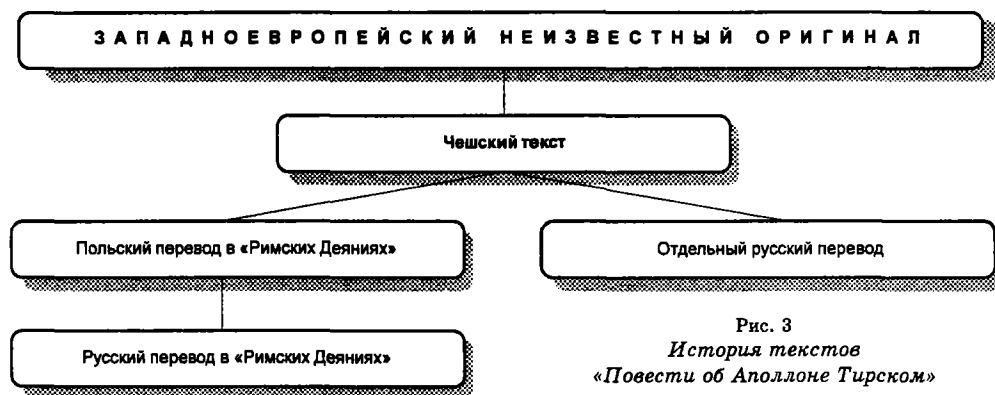 ЗАПАДНОЕВРОПЕЙСКИЙ НЕИЗВЕСТНЫЙ ОРИГИНАЛ
Чешский текст
Польский перевод в «Римских Деяниях»
Отдельный русский перевод
Русский перевод в «Римских Деяниях»
Рис. 3
История текстов
«Повести об Аполлоне Тирском»